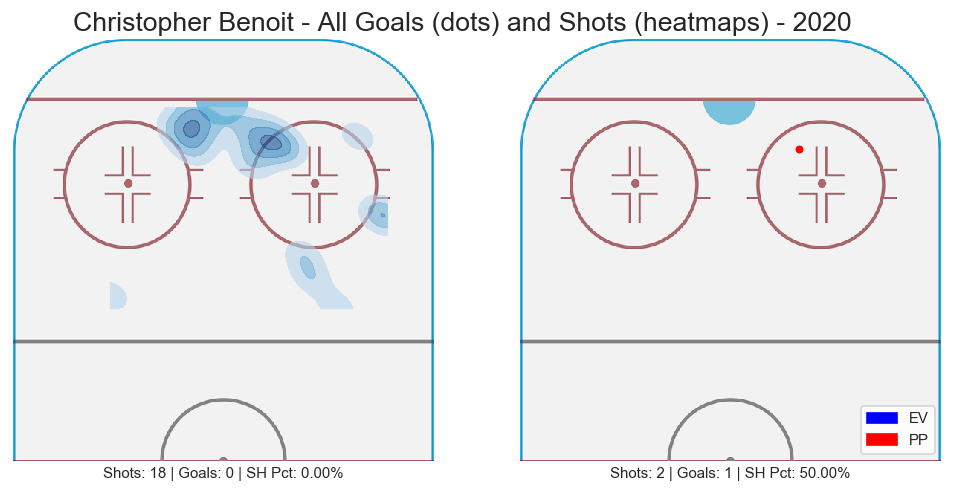 Christopher Benoit - All Goals (dots) and Shots (heatmaps) - 2020
EV
PP
Shots: 18 | Goals: 0 | SH Pct: 0.00%
Shots: 2 | Goals: 1 | SH Pct: 50.00%